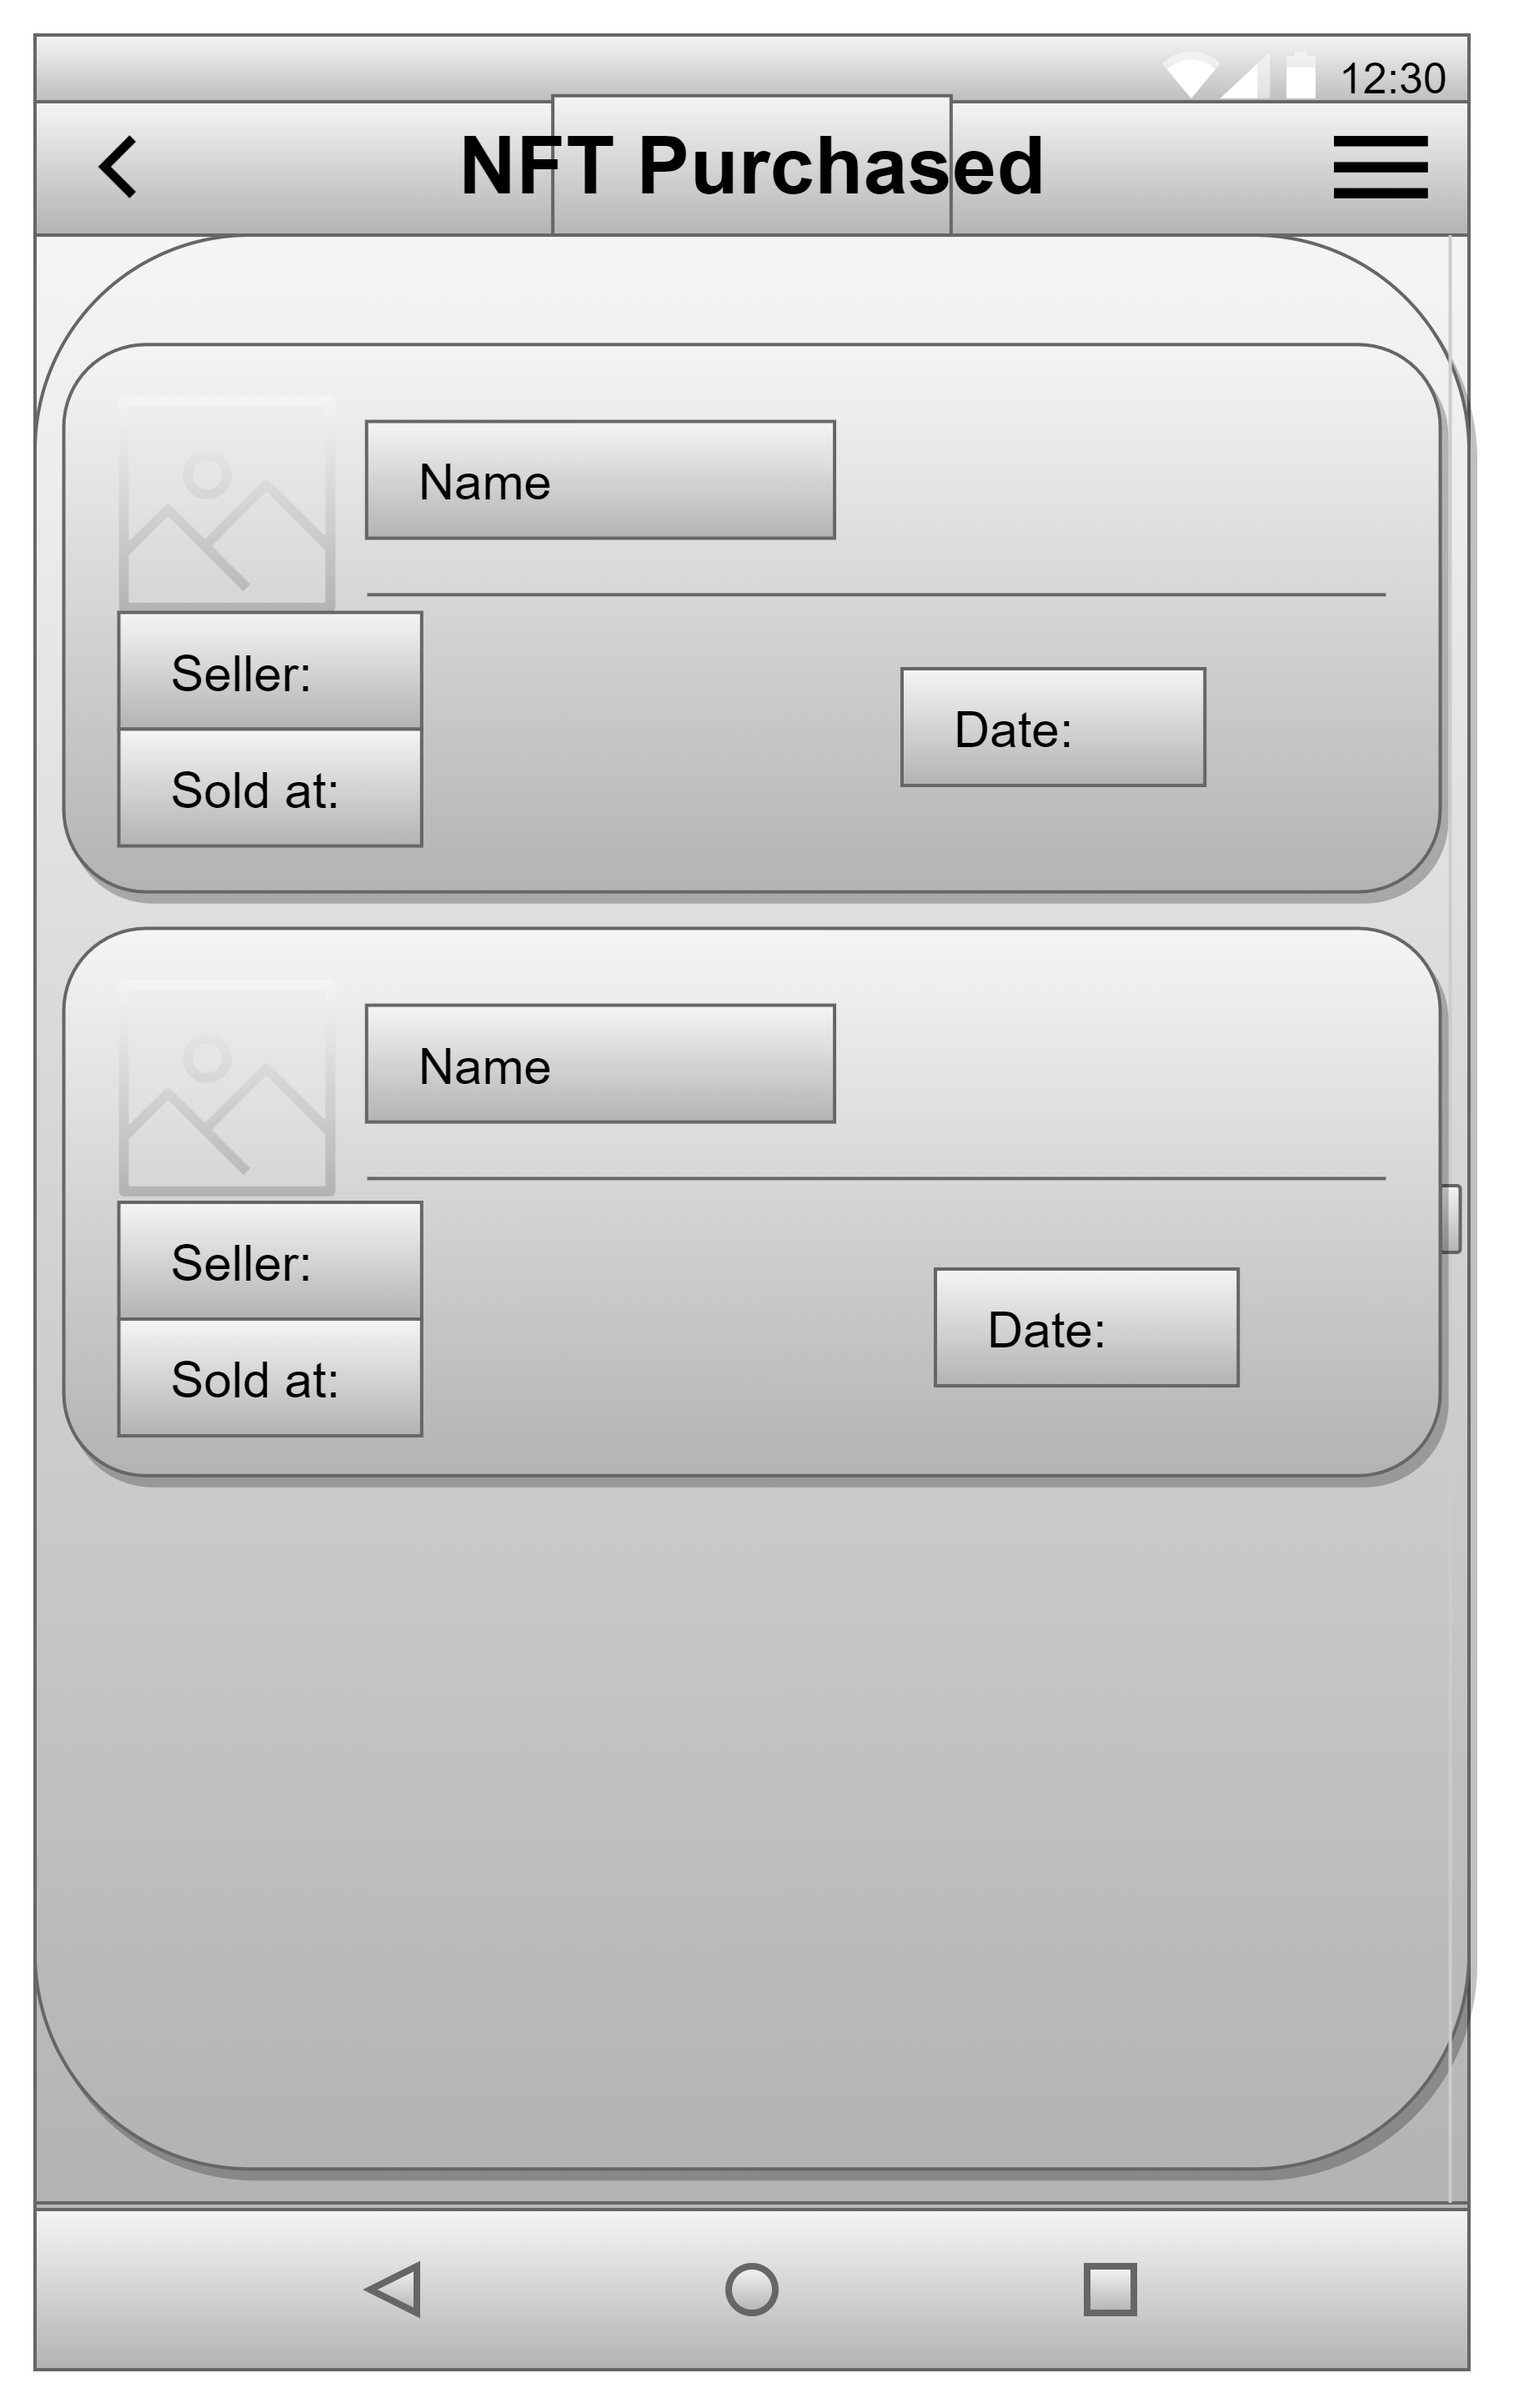 12:30
NFT Purchased
Name
Seller:
Date:
Sold at:
Name
Seller:
Date:
Sold at: